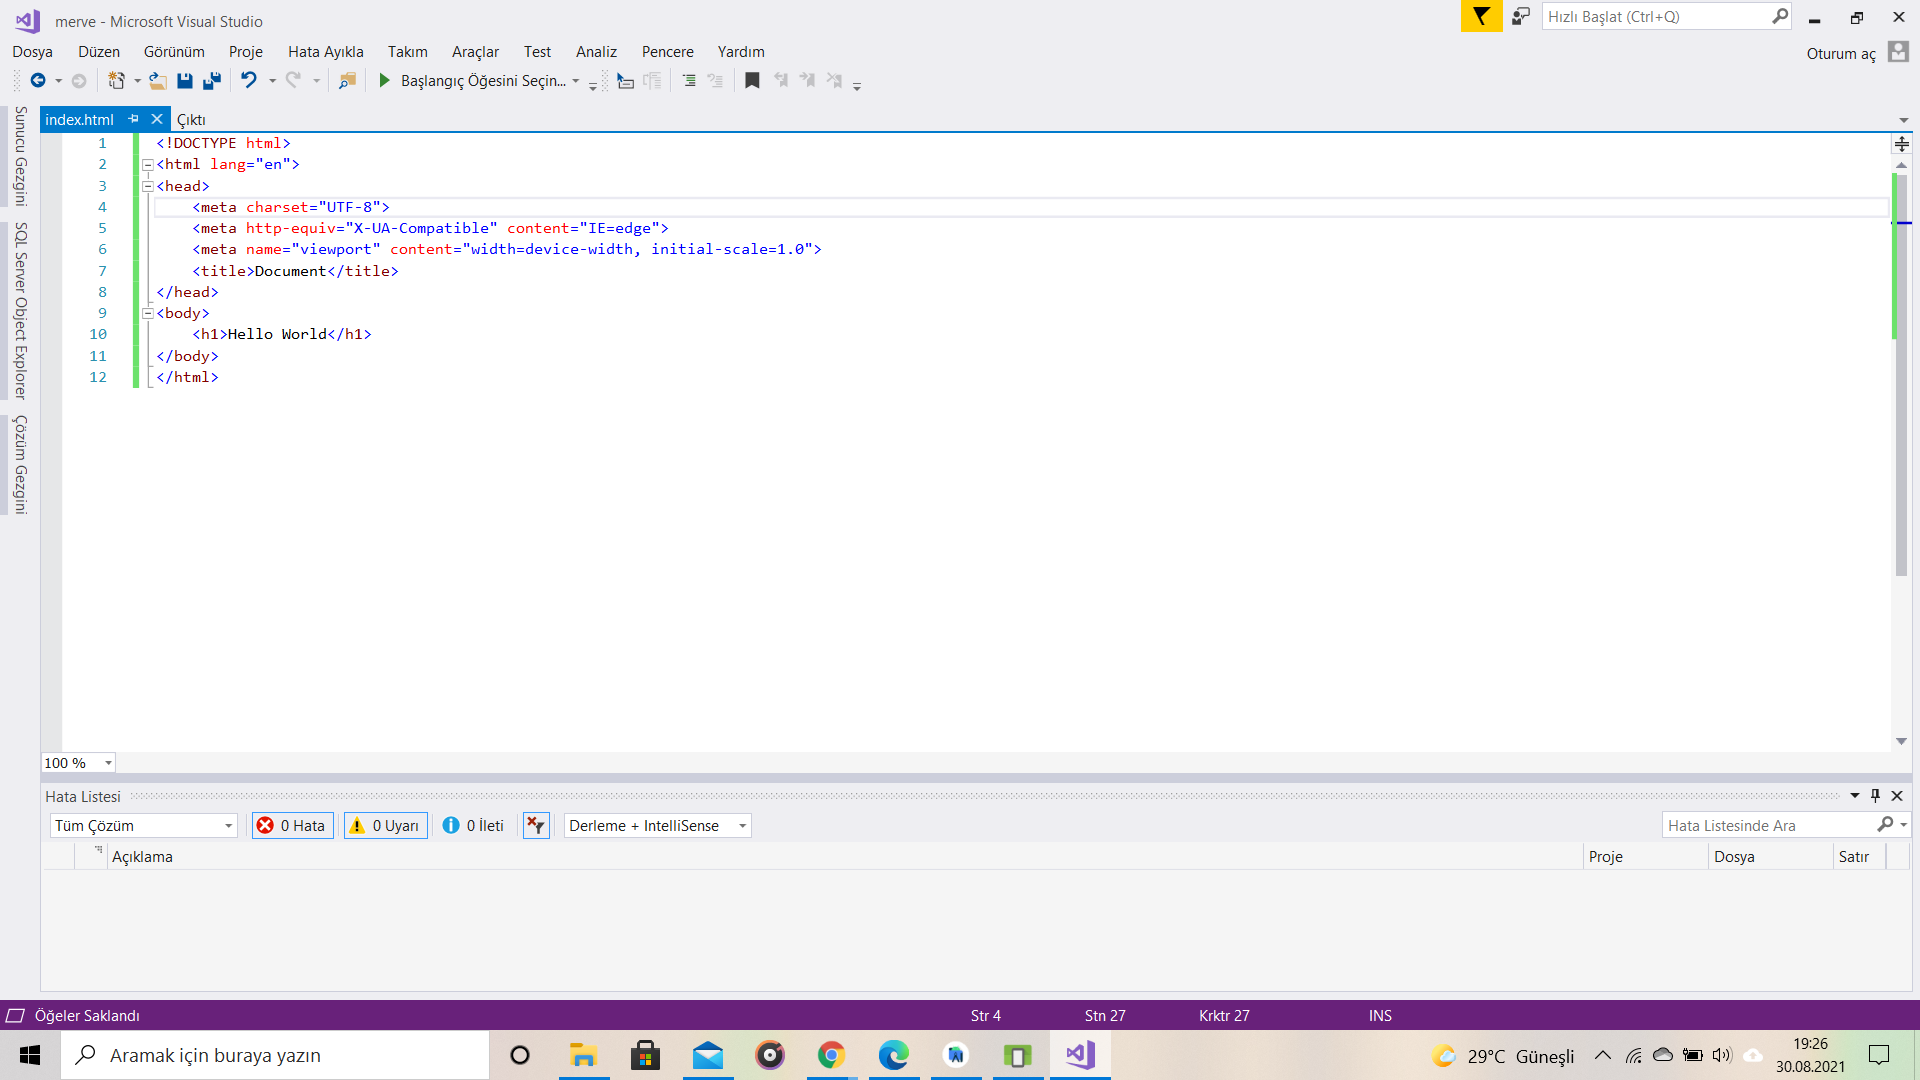 merve - Microsoft Visual Studio
Hızlı Başlat (Ctrl+Q)
Dosya Düzen Görünüm Proje Hata Ayıkla Takım Araçlar Test Analiz Pencere Yardım
Oturum aç
Başlangıç Öğesini Seçin...
Sunucu Gezgini
SQL Server Object Explorer
Çözüm Gezgini
index.html Çıktı
1 <!DOCTYPE html>
2 <html lang="en">
3 <head>
4 <meta charset="UTF-8">
5 <meta http-equiv="X-UA-Compatible" content="IE=edge">
6 <meta name="viewport" content="width=device-width, initial-scale=1.0">
7 <title>Document</title>
8 </head>
9 <body>
10 <h1>Hello World</h1>
11 </body>
12 </html>
100 %
Hata Listesi
Tüm Çözüm 0 Hata 0 Uyarı 0 İleti Derleme + IntelliSense Hata Listesinde Ara
Açıklama Proje Dosya Satır
Öğeler Saklandı Str 4 Stn 27 Krktr 27 INS
Aramak için buraya yazın
29°C Güneşli
19:26
30.08.2021